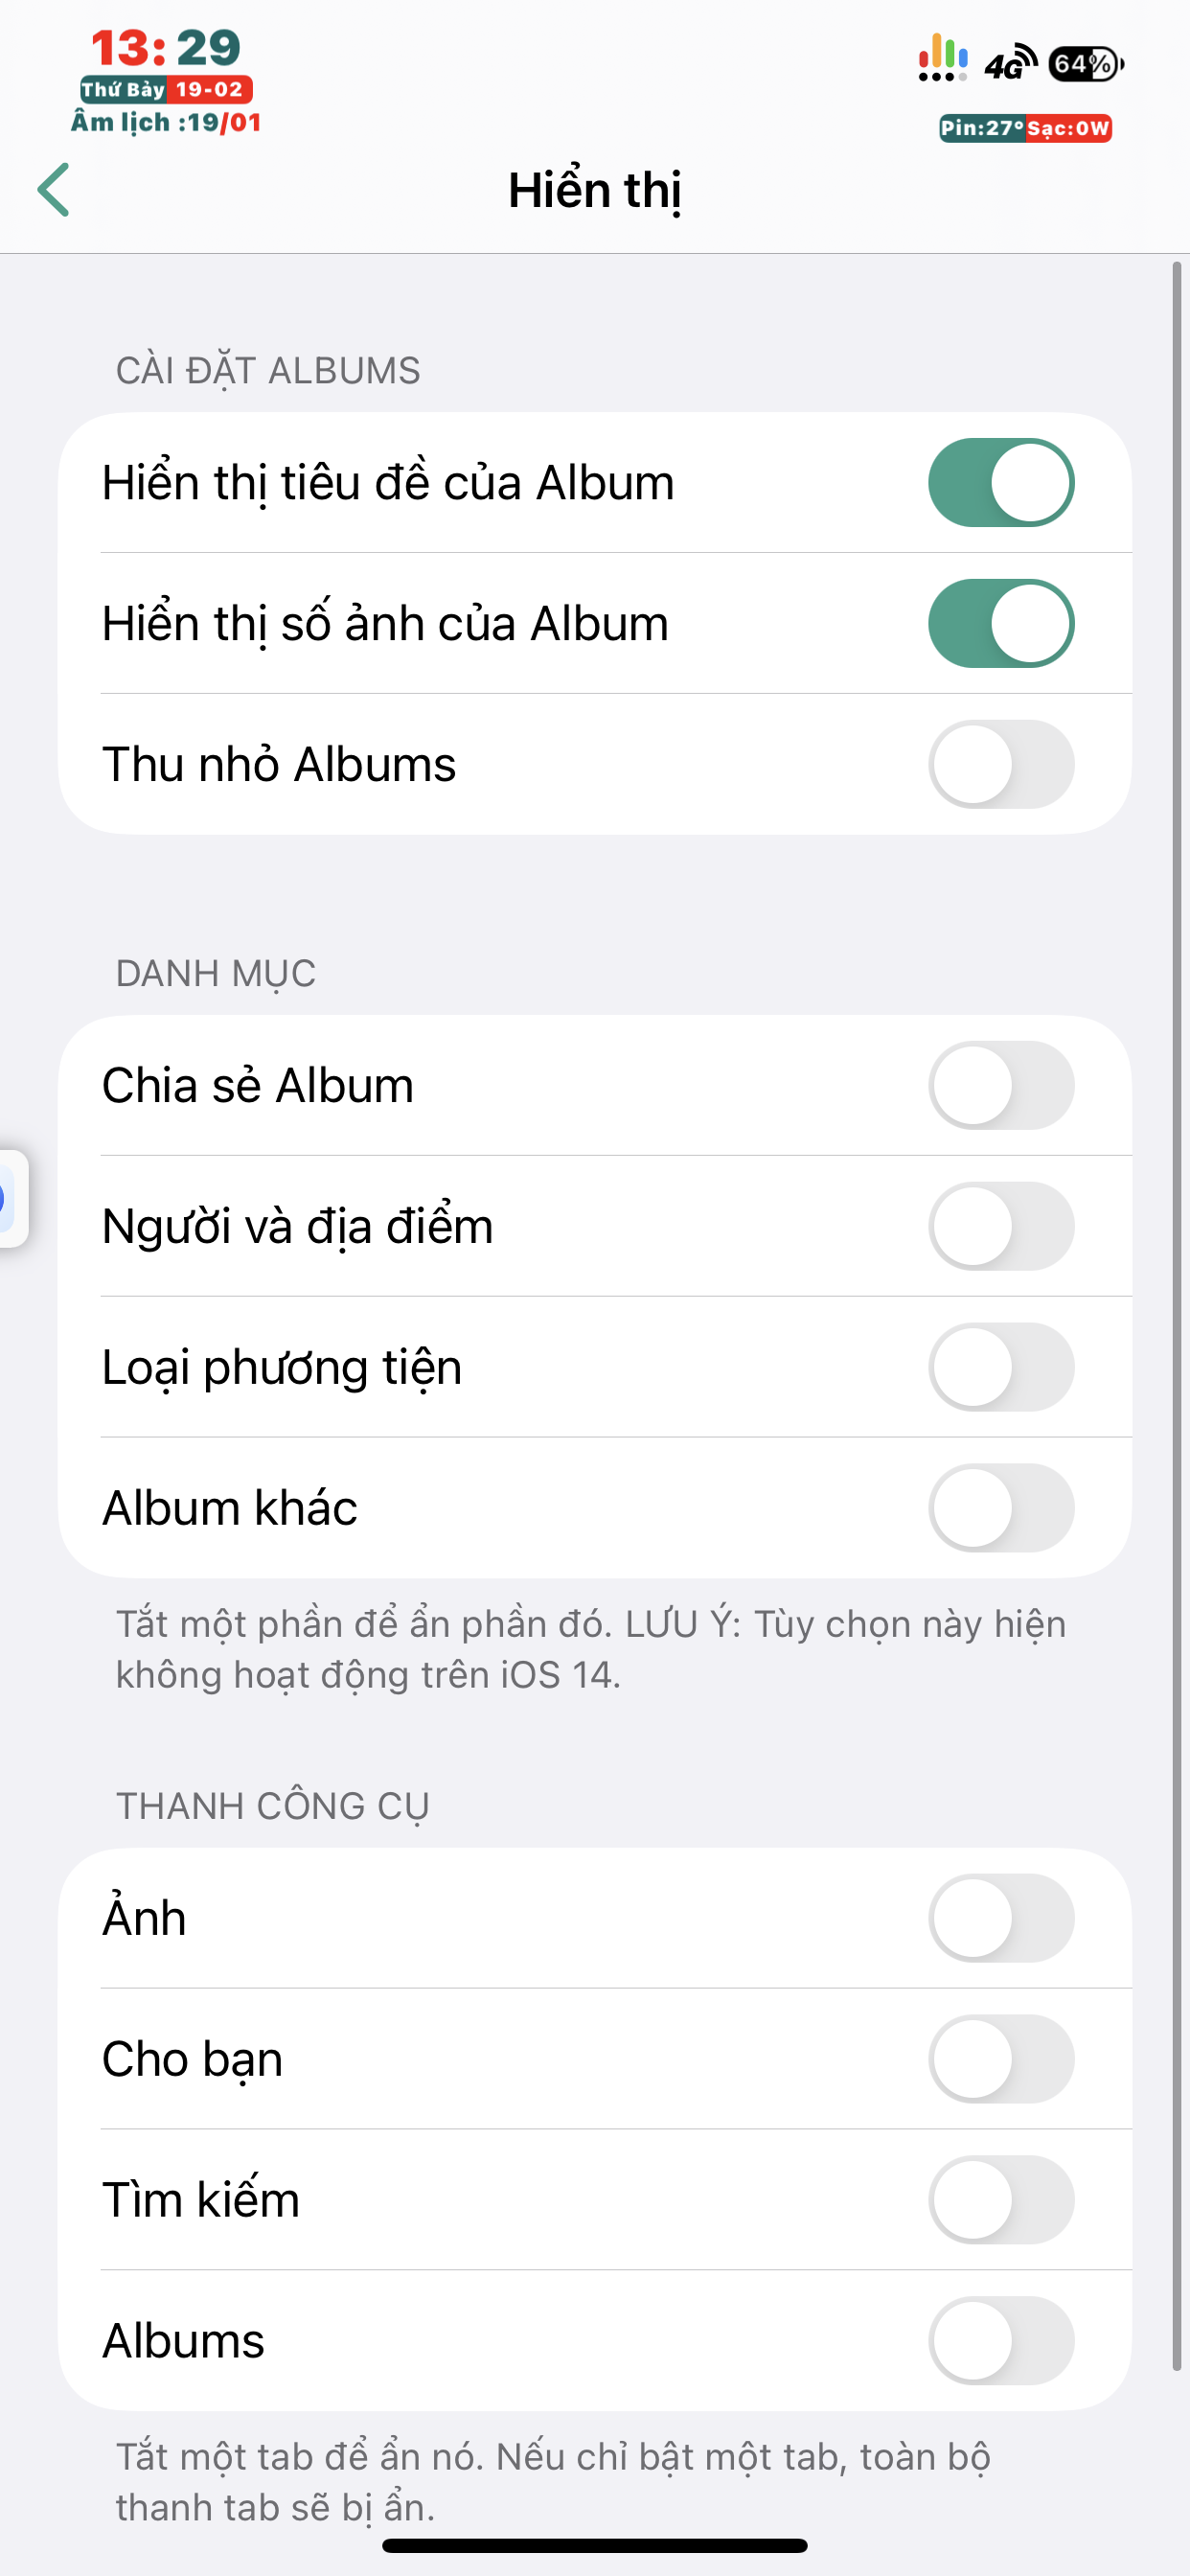 13:29
Thứ Bảy 19-02
Âm lịch :19/01
4G
64%
Pin:27° Sạc:0W
Hiển thị
CÀI ĐẶT ALBUMS
Hiển thị tiêu đề của Album
Hiển thị số ảnh của Album
Thu nhỏ Albums
DANH MỤC
Chia sẻ Album
Người và địa điểm
Loại phương tiện
Album khác
Tắt một phần để ẩn phần đó. LƯU Ý: Tùy chọn này hiện
không hoạt động trên iOS 14.
THANH CÔNG CỤ
Ảnh
Cho bạn
Tìm kiếm
Albums
Tắt một tab để ẩn nó. Nếu chỉ bật một tab, toàn bộ
thanh tab sẽ bị ẩn.